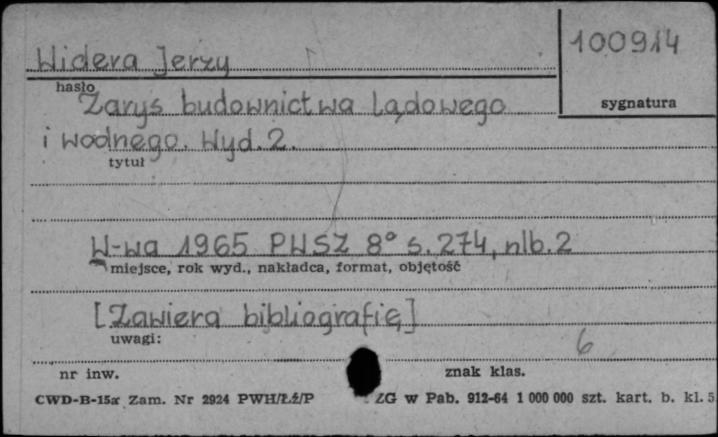 100914
Widera Jerzy
hasło
sygnatura
Zarys budownictwa lądowego
i wodnego. Wyd. 2.
tytuł
W-wa 1965 PWSZ 8° s. 274, nlb. 2
miejsce, rok wyd., nakładca, format, objętość
[Zawiera bibliografię]
uwagi:
6
nr inw.
znak klas.
CWD-B-15a Zam. Nr 2924 PWH/ŁŹ/P ZG w Pab. 912-64 1 000 000 szt. kart. b. kl. 5